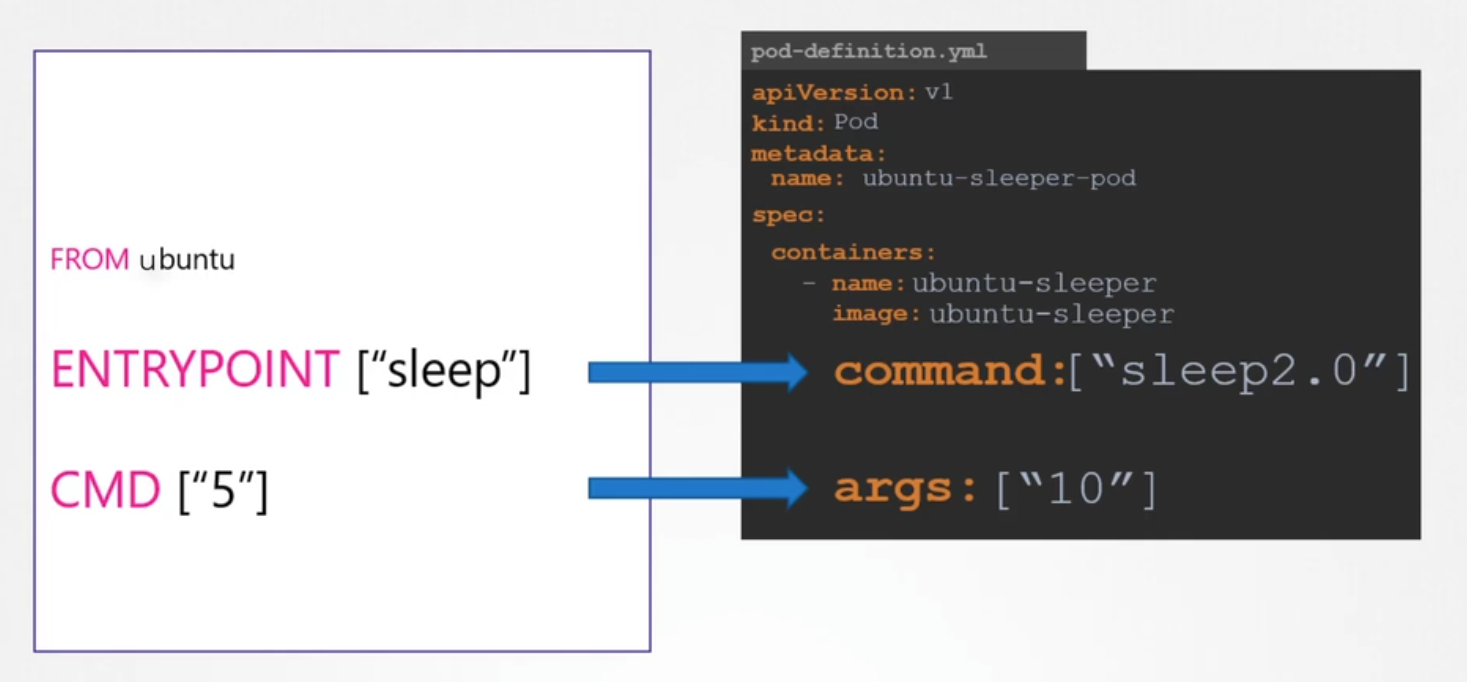 FROM ubuntu
ENTRYPOINT [“sleep”]
CMD [“5”]
pod-definition.yml
apiVersion: v1
kind: Pod
metadata:
name: ubuntu-sleeper-pod
spec:
containers:
- name: ubuntu-sleeper
image: ubuntu-sleeper
command:[“sleep2.0”]
args: [“10”]